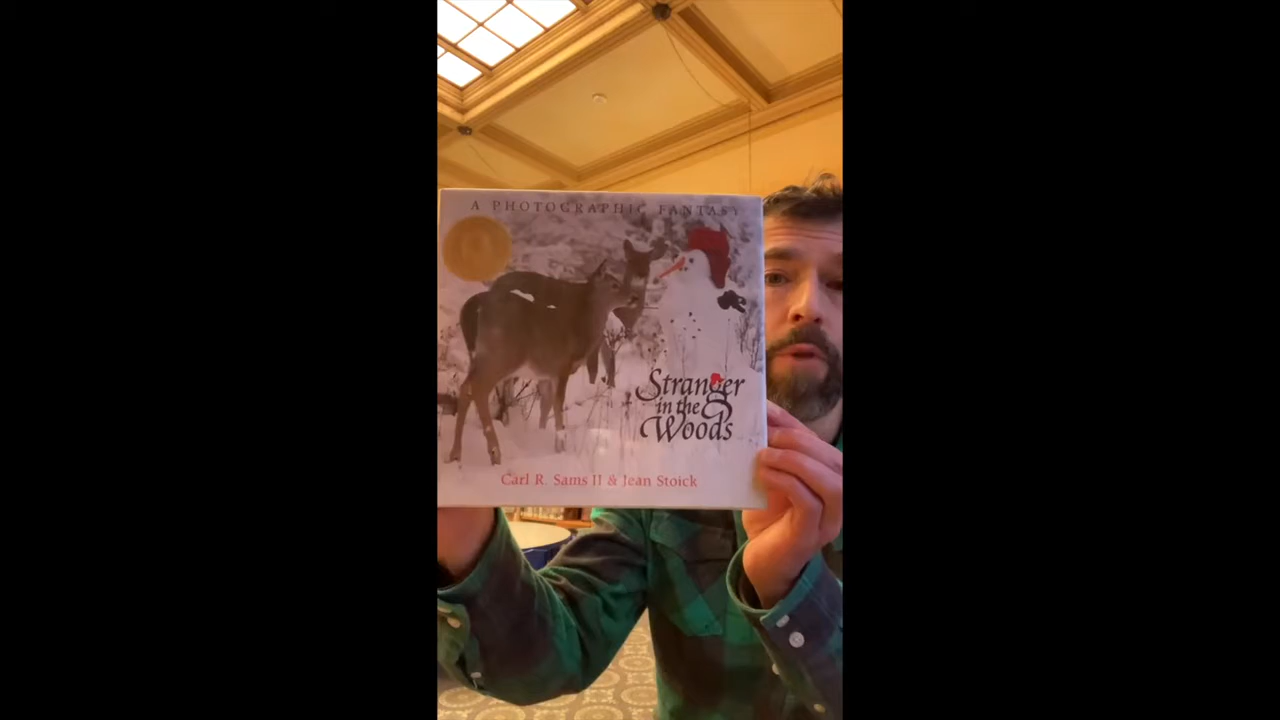 A PHOTOGRAPHIC FANTASY
Stranger
in the
Woods
Carl R. Sams II & Jean Stoick